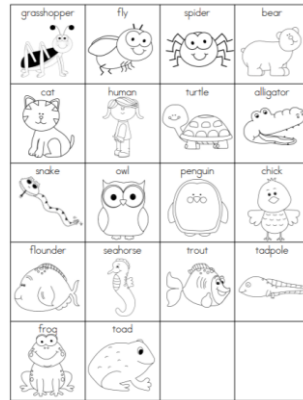 grasshopper fly spider bear
cat human turtle alligator
snake owl penguin chick
flounder seahorse trout tadpole
frog toad